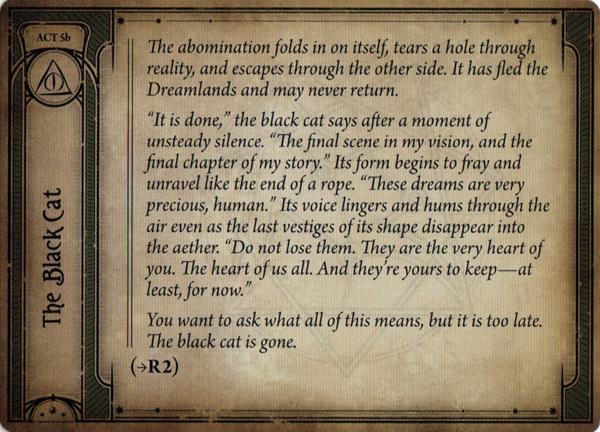 ACT 5b
The Black Cat
The abomination folds in on itself, tears a hole through
reality, and escapes through the other side. It has fled the
Dreamlands and may never return.
“It is done,” the black cat says after a moment of
unsteady silence. “The final scene in my vision, and the
final chapter of my story.” Its form begins to fray and
unravel like the end of a rope. “These dreams are very
precious, human.” Its voice lingers and hums through the
air even as the last vestiges of its shape disappear into
the aether. “Do not lose them. They are the very heart of
you. The heart of us all. And they’re yours to keep—at
least, for now.”
You want to ask what all of this means, but it is too late.
The black cat is gone.
(→R2)